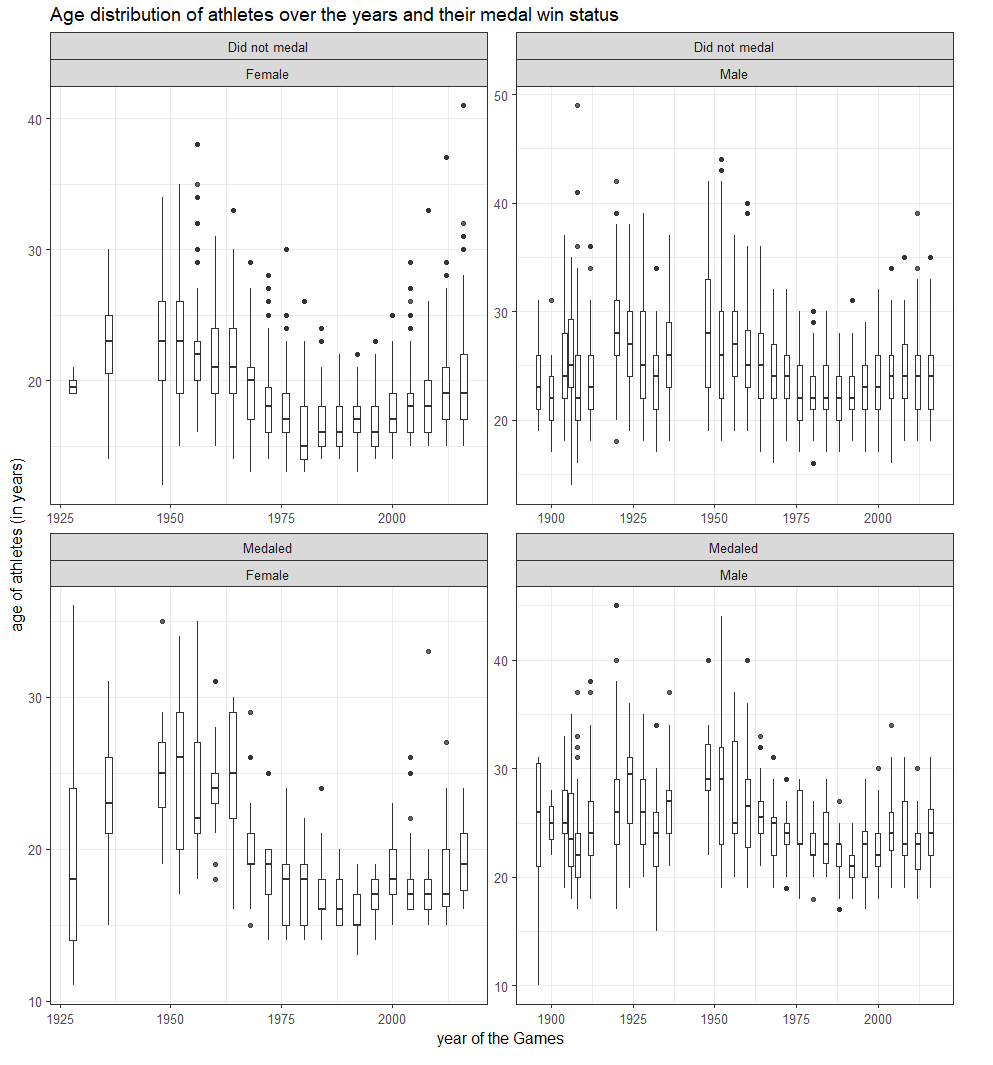 Age distribution of athletes over the years and their medal win status
Did not medal
Female
40
30
20
1925 1950 1975 2000
Did not medal
Male
50
40
30
20
1900 1925 1950 1975 2000
Medaled
Female
30
20
10
1925 1950 1975 2000
Medaled
Male
40
30
20
10
1900 1925 1950 1975 2000
age of athletes (in years)
year of the Games